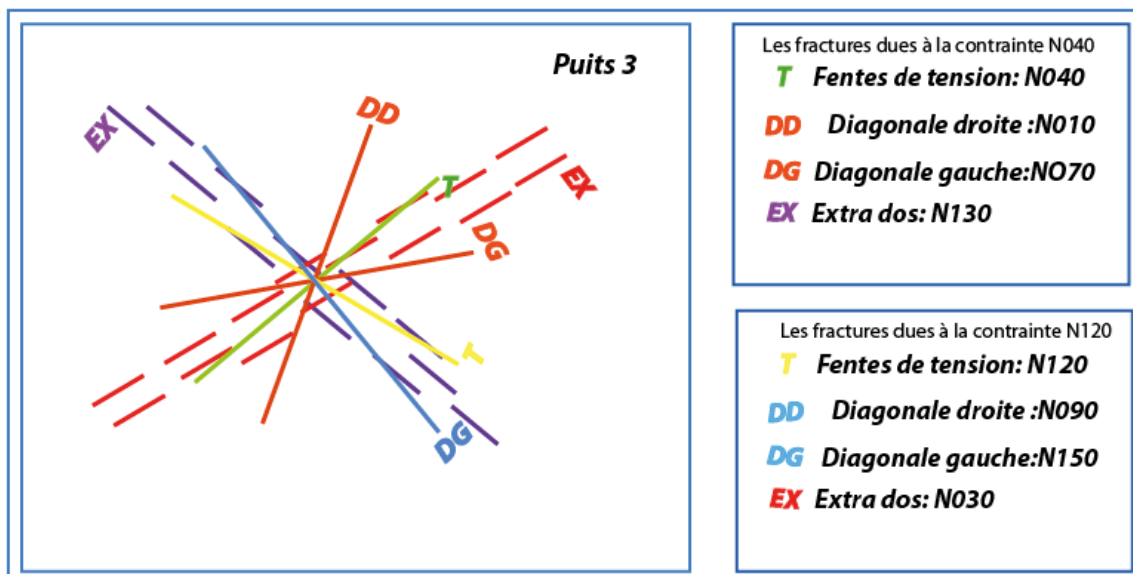 Puits 3
EX
DD
T
EX
DG
T
DG
Les fractures dues à la contrainte N040
T Fentes de tension: N040
DD Diagonale droite :N010
DG Diagonale gauche:NO70
EX Extra dos: N130
Les fractures dues à la contrainte N120
T Fentes de tension: N120
DD Diagonale droite :N090
DG Diagonale gauche:N150
EX Extra dos: N030